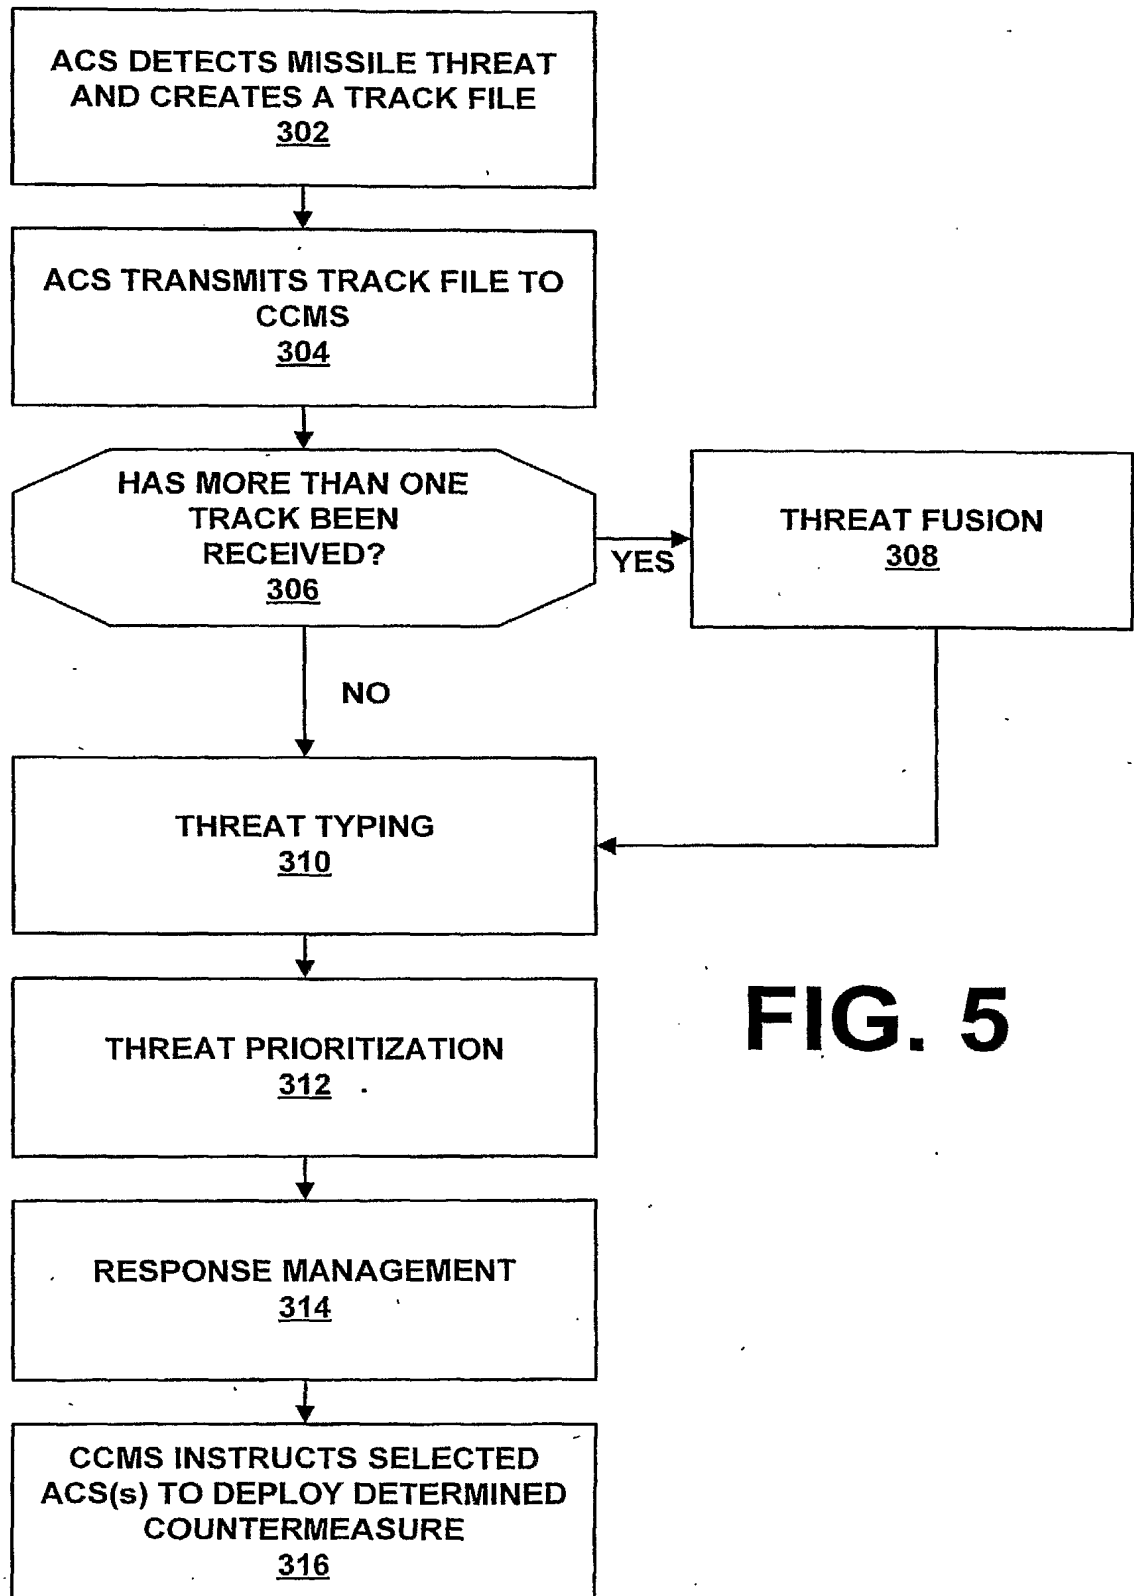 ACS DETECTS MISSILE THREAT
AND CREATES A TRACK FILE
302
ACS TRANSMITS TRACK FILE TO
CCMS
304
HAS MORE THAN ONE
TRACK BEEN
RECEIVED?
306
YES
THREAT FUSION
308
NO
THREAT TYPING
310
THREAT PRIORITIZATION
312
RESPONSE MANAGEMENT
314
CCMS INSTRUCTS SELECTED
ACS(s) TO DEPLOY DETERMINED
COUNTERMEASURE
316
FIG. 5